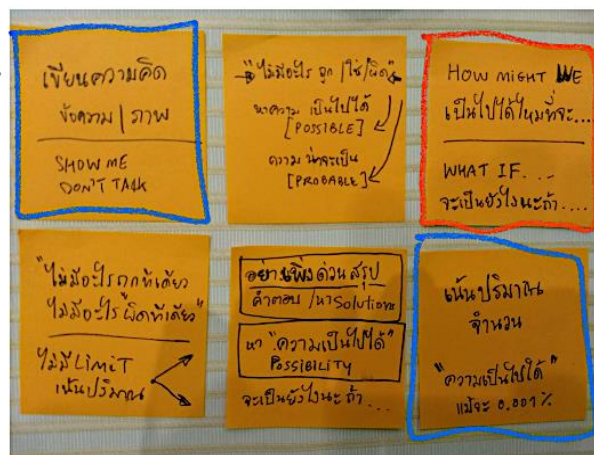 เขียนความคิด
ข้อความ | ภาพ
SHOW ME
DON'T TALK
"ไม่มีอะไร ถูก /ใช่/ผิด"
หาความ เป็นไปได้
[POSSIBLE]
ความ น่าจะเป็น
[PROBABLE]
HOW MIGHT WE
เป็นไปได้ไหมที่จะ...
WHAT IF...
จะเป็นยังไงนะถ้า....
"ไม่มีอะไรถูกทีเดียว
ไม่มีอะไรผิดทีเดียว"
ไม่มี LIMIT
เน้นปริมาณ
อย่าเพิ่งด่วนสรุป
คำตอบ /หา Solutions
หา "ความเป็นไปได้"
POSSIBILITY
จะเป็นยังไงนะ ถ้า...
เน้นปริมาณ
จำนวน
"ความเป็นไปได้"
แม้จะ 0.001%